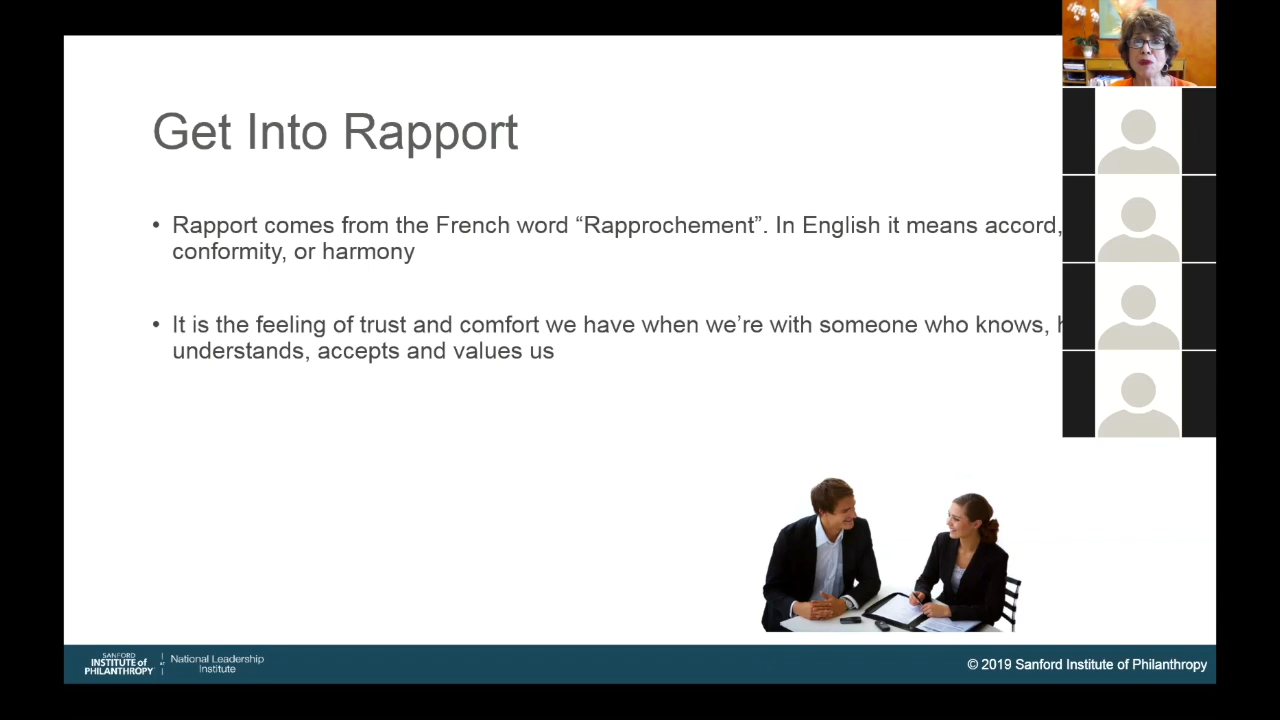 Get Into Rapport
• Rapport comes from the French word “Rapprochement”. In English it means accord,
conformity, or harmony
• It is the feeling of trust and comfort we have when we’re with someone who knows,
understands, accepts and values us
SANFORD
INSTITUTE of
PHILANTHROPY
AT
National Leadership
Institute
© 2019 Sanford Institute of Philanthropy